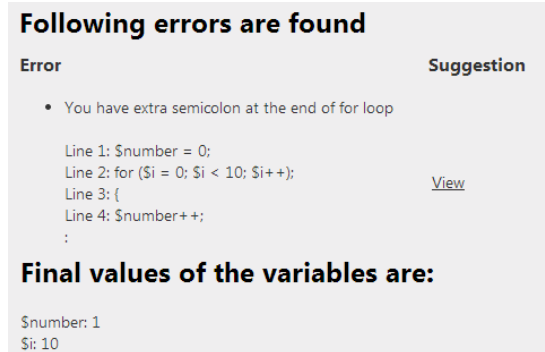 Following errors are found
Error Suggestion
• You have extra semicolon at the end of for loop
Line 1: $number = 0;
Line 2: for ($i = 0; $i < 10; $i++);
Line 3: {
View
Line 4: $number++;
:
Final values of the variables are:
$number: 1
$i: 10